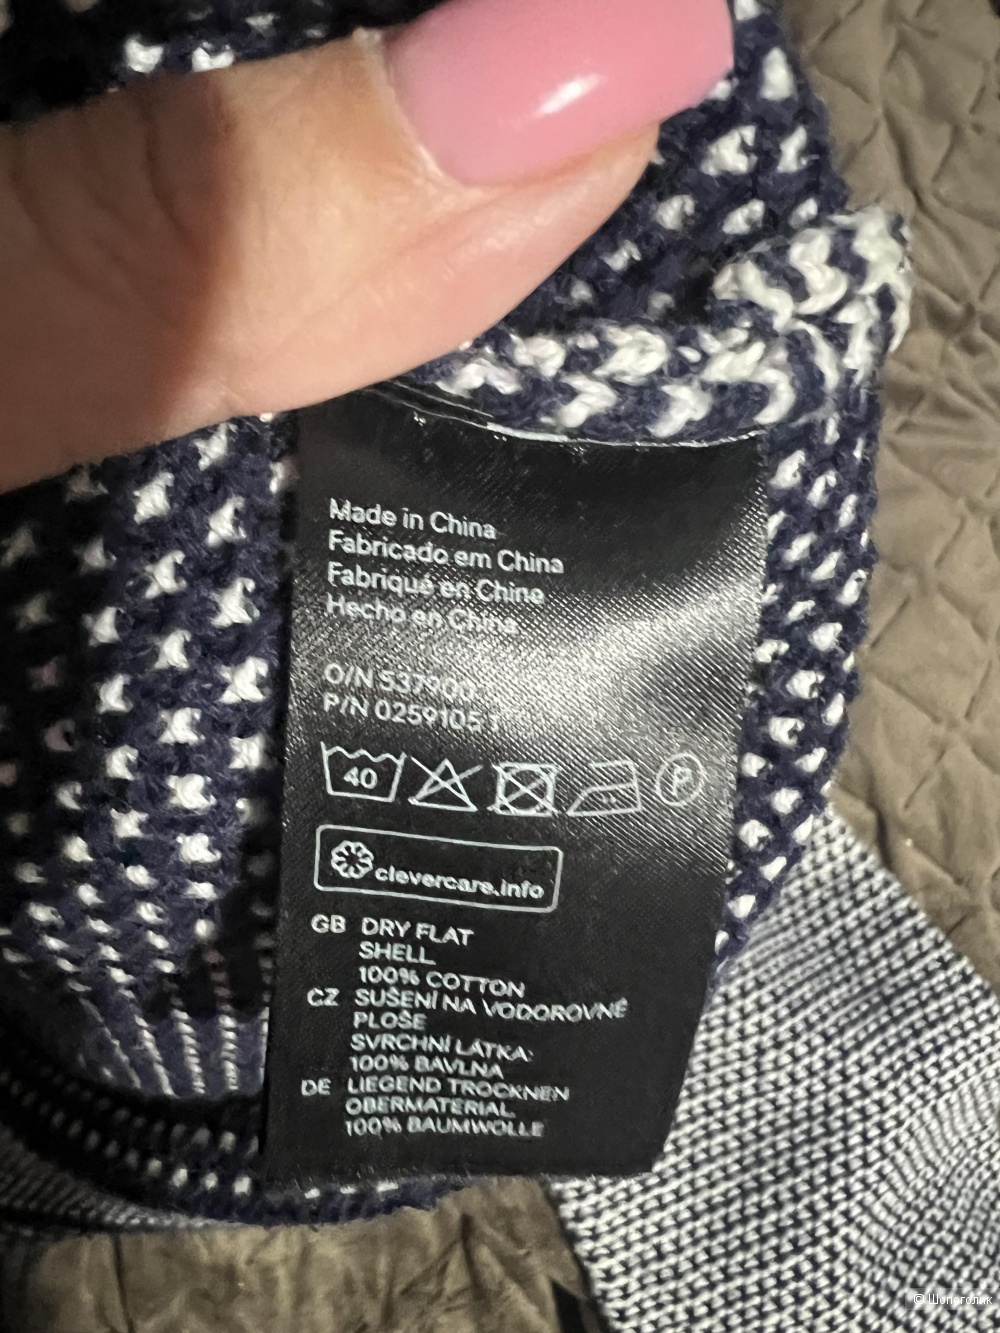 Made in China
Fabricado em China
Fabriqué en Chine
Hecho en China
O/N 537900
P/N 0259105
40
P
clevercare.info
GB DRY FLAT
SHELL
100% COTTON
CZ SUŠENÍ NA VODOROVNÉ
PLOŠE
SVRCHNÍ LÁTKA:
100% BAVLNA
DE LIEGEND TROCKNEN
OBERMATERIAL
100% BAUMWOLLE
© Шопоголик